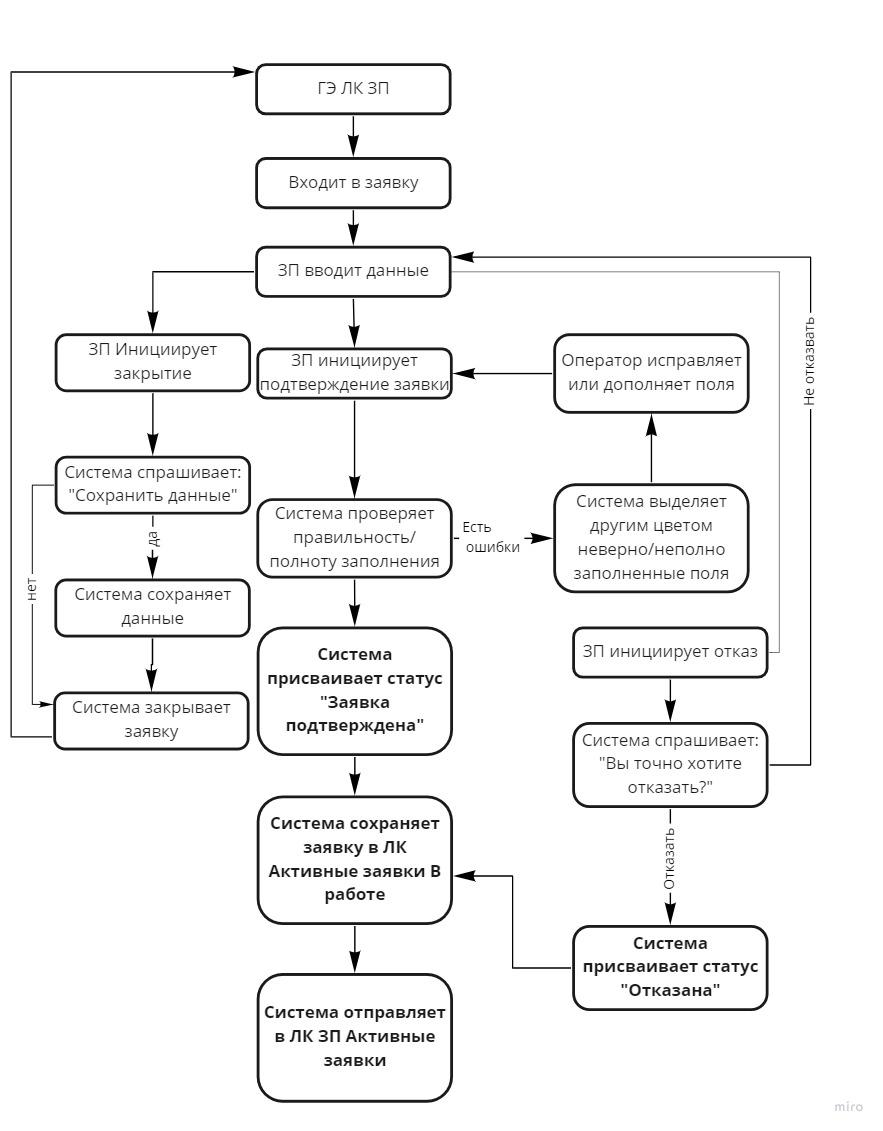 ГЭ ЛК ЗП
Входит в заявку
ЗП вводит данные
ЗП Инициирует
закрытие
ЗП инициирует
подтверждение заявки
Оператор исправляет
или дополняет поля
Не отказвать
Система спрашивает:
"Сохранить данные"
Система проверяет
правильность/
полноту заполнения
Есть
ошибки
Система выделяет
другим цветом
неверно/неполно
заполненные поля
да
нет
Система сохраняет
данные
Система присваивает статус
"Заявка
подтверждена"
ЗП инициирует отказ
Система закрывает
заявку
Система спрашивает:
"Вы точно хотите
отказать?"
Система сохраняет
заявку в ЛК
Активные заявки В
работе
Отказать
Система
присваивает статус
"Отказана"
Система отправляет
в ЛК ЗП Активные
заявки
miro